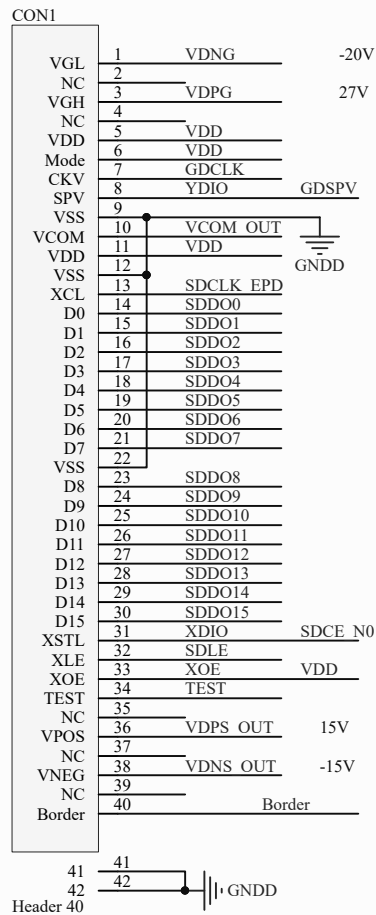 CON1
VGL 1 VDNG -20V
NC 2
VGH 3 VDPG 27V
NC 4
VDD 5 VDD
Mode 6 VDD
CKV 7 GDCLK
SPV 8 YDIO GDSPV
VSS 9
VCOM 10 VCOM_OUT
VDD 11 VDD
VSS 12
GNDD
XCL 13 SDCLK_EPD
D0 14 SDDO0
D1 15 SDDO1
D2 16 SDDO2
D3 17 SDDO3
D4 18 SDDO4
D5 19 SDDO5
D6 20 SDDO6
D7 21 SDDO7
VSS 22
D8 23 SDDO8
D9 24 SDDO9
D10 25 SDDO10
D11 26 SDDO11
D12 27 SDDO12
D13 28 SDDO13
D14 29 SDDO14
D15 30 SDDO15
XSTL 31 XDIO SDCE_N0
XLE 32 SDLE
XOE 33 XOE VDD
TEST 34 TEST
NC 35
VPOS 36 VDPS_OUT 15V
NC 37
VNEG 38 VDNS_OUT -15V
NC 39
Border 40 Border
41 41
42 42 GNDD
Header 40